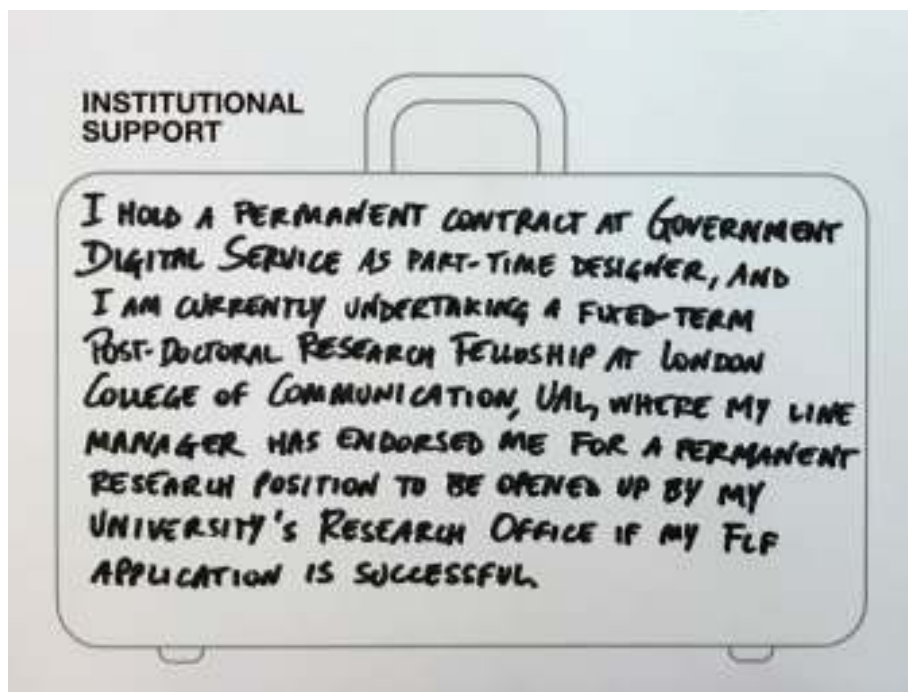 INSTITUTIONAL
SUPPORT
I HOLD A PERMANENT CONTRACT AT GOVERNMENT
DIGITAL SERVICE AS PART-TIME DESIGNER, AND
I AM CURRENTLY UNDERTAKING A FIXED-TERM
POST-DOCTORAL RESEARCH FELLOSHIP AT LONDON
COLLEGE OF COMMUNICATION, UAL, WHERE MY LINE
MANAGER HAS ENDORSED ME FOR A PERMANENT
RESEARCH POSITION TO BE OPENED UP BY MY
UNIVERSITY'S RESEARCH OFFICE IF MY FLF
APPLICATION IS SUCCESSFUL.